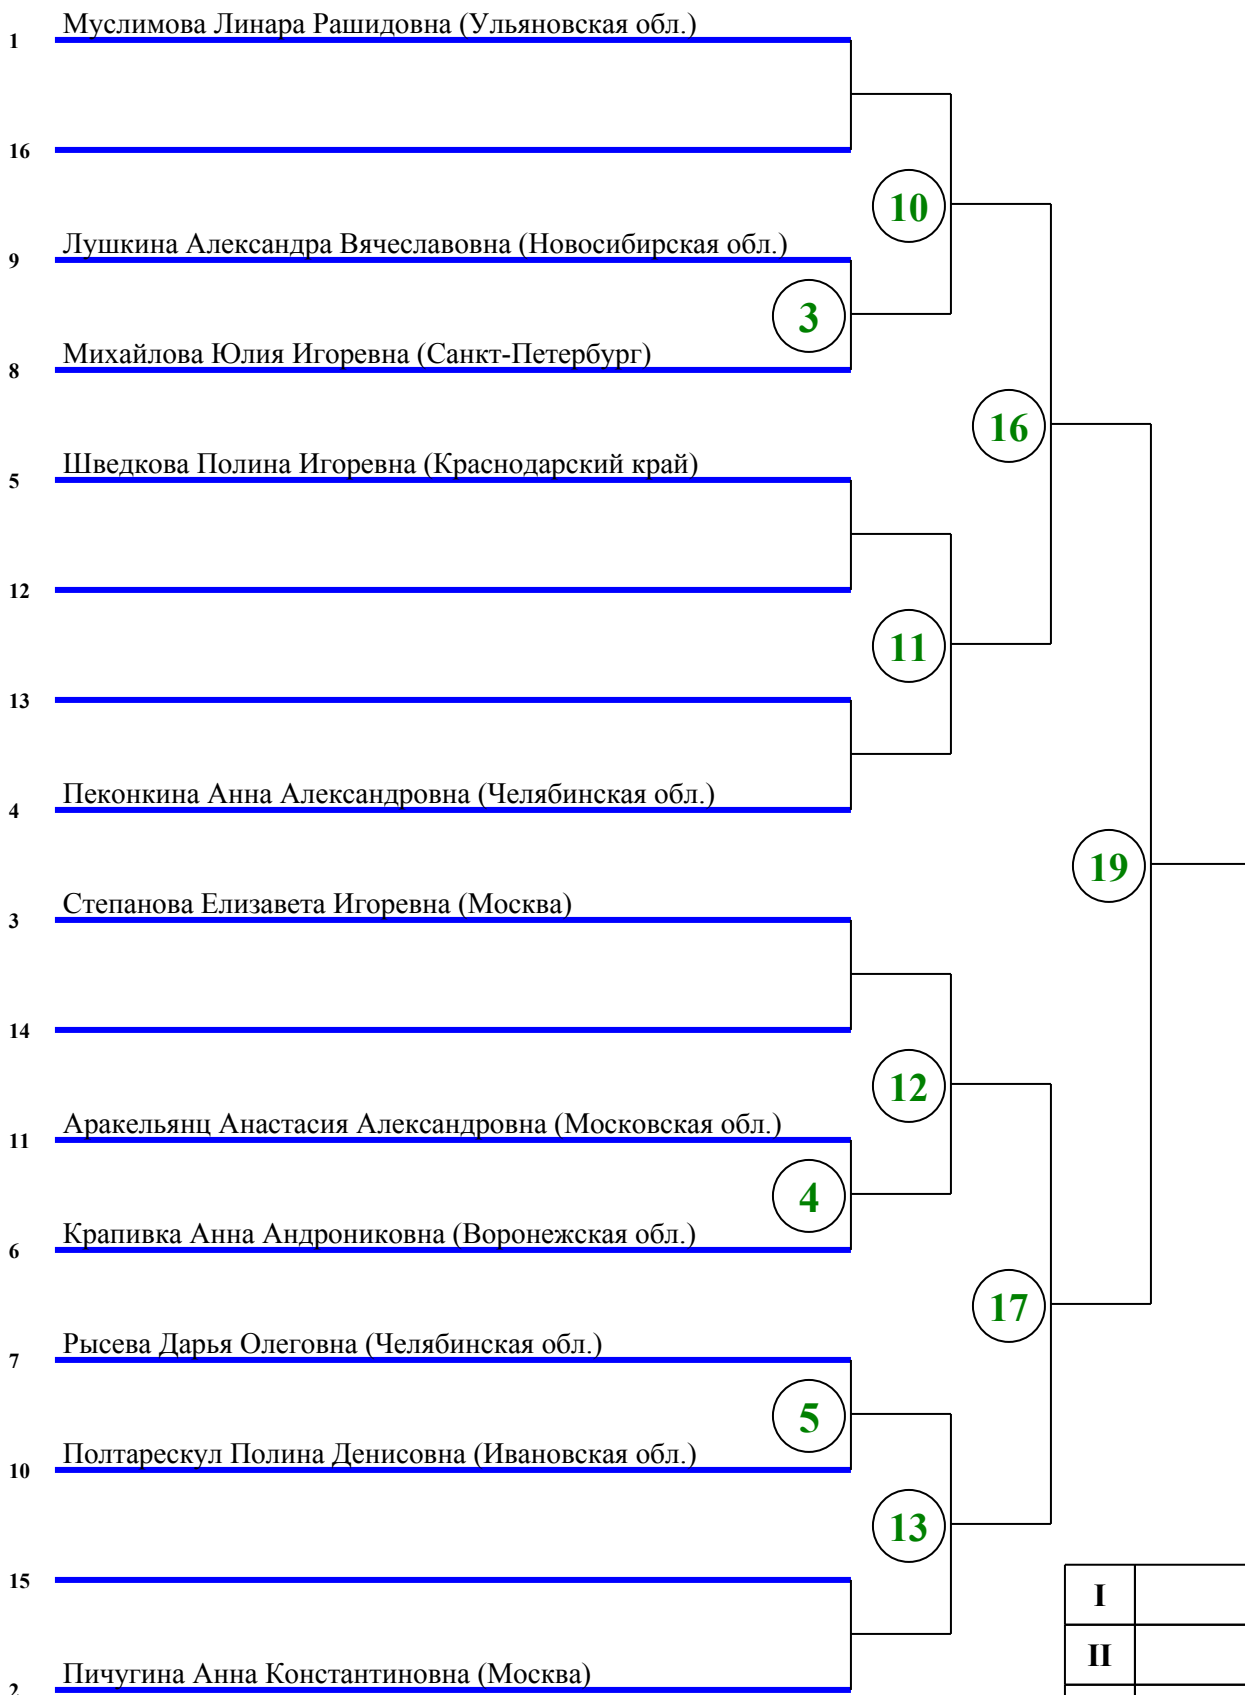 1 Муслимова Линара Рашидовна (Ульяновская обл.)
16
10
9 Лушкина Александра Вячеславовна (Новосибирская обл.)
3
8 Михайлова Юлия Игоревна (Санкт-Петербург)
16
5 Шведкова Полина Игоревна (Краснодарский край)
12
11
13
4 Пеконкина Анна Александровна (Челябинская обл.)
19
3 Степанова Елизавета Игоревна (Москва)
14
12
11 Аракельянц Анастасия Александровна (Московская обл.)
4
6 Крапивка Анна Андрониковна (Воронежская обл.)
17
7 Рысева Дарья Олеговна (Челябинская обл.)
5
10 Полтарескул Полина Денисовна (Ивановская обл.)
13
15
I
II
2 Пичугина Анна Константиновна (Москва)